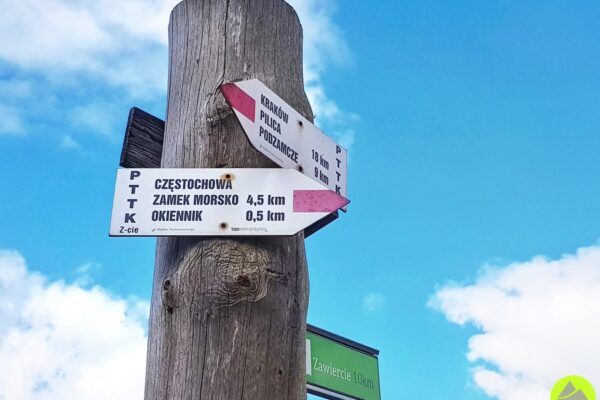 KRAKÓW
PILICA 18 km
PODZAMCZE 9 km
PTTK
CZĘSTOCHOWA
ZAMEK MORSKO 4,5 km
OKIENNIK 0,5 km
PTTK
Z-cie
Zawiercie 10km